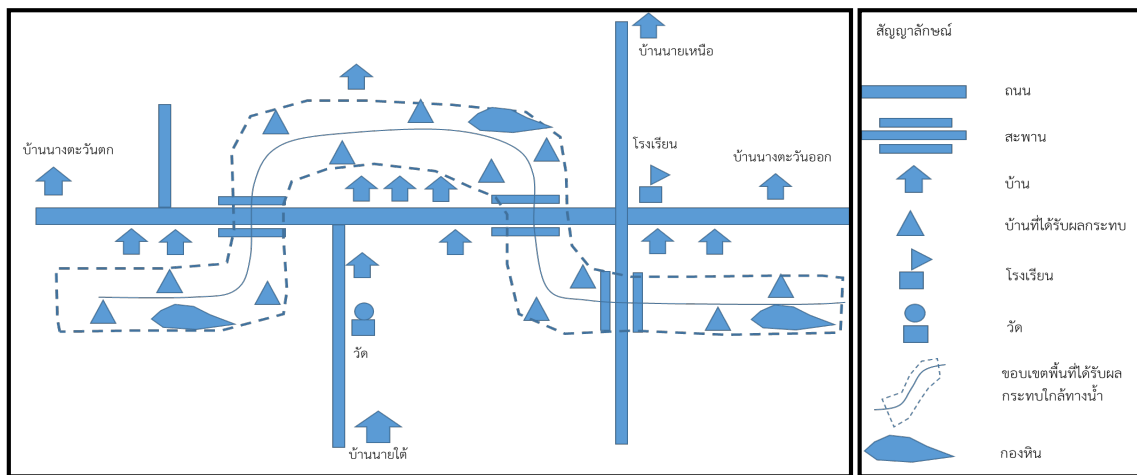 บ้านนายเหนือ
บ้านนางตะวันตก
โรงเรียน
บ้านนางตะวันออก
วัด
บ้านนายใต้
สัญญาลักษณ์
ถนน
สะพาน
บ้าน
บ้านที่ได้รับผลกระทบ
โรงเรียน
วัด
ขอบเขตพื้นที่ได้รับผล
กระทบใกล้ทางน้ำ
กองหิน